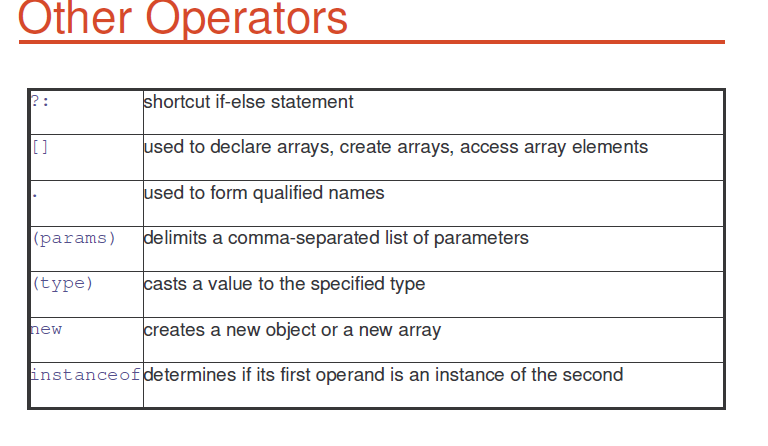 Other Operators
?: shortcut if-else statement
[] used to declare arrays, create arrays, access array elements
. used to form qualified names
(params) delimits a comma-separated list of parameters
(type) casts a value to the specified type
new creates a new object or a new array
instanceof determines if its first operand is an instance of the second